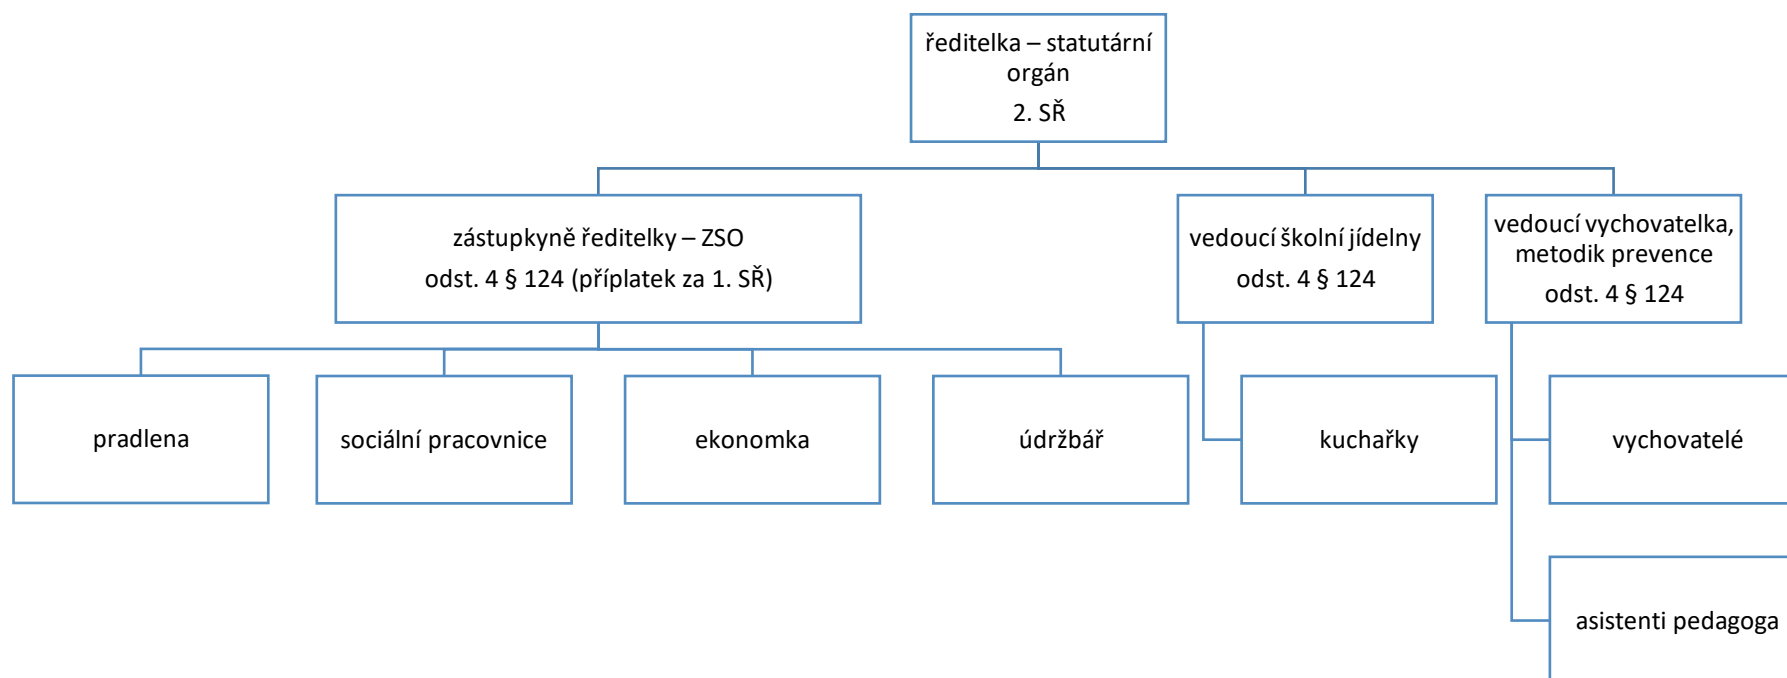 ředitelka – statutární
orgán
2. SŘ
zástupkyně ředitelky – ZSO
odst. 4 § 124 (příplatek za 1. SŘ)
vedoucí školní jídelny
odst. 4 § 124
vedoucí vychovatelka,
metodik prevence
odst. 4 § 124
pradlena
sociální pracovnice
ekonomka
údržbář
kuchařky
vychovatelé
asistenti pedagoga